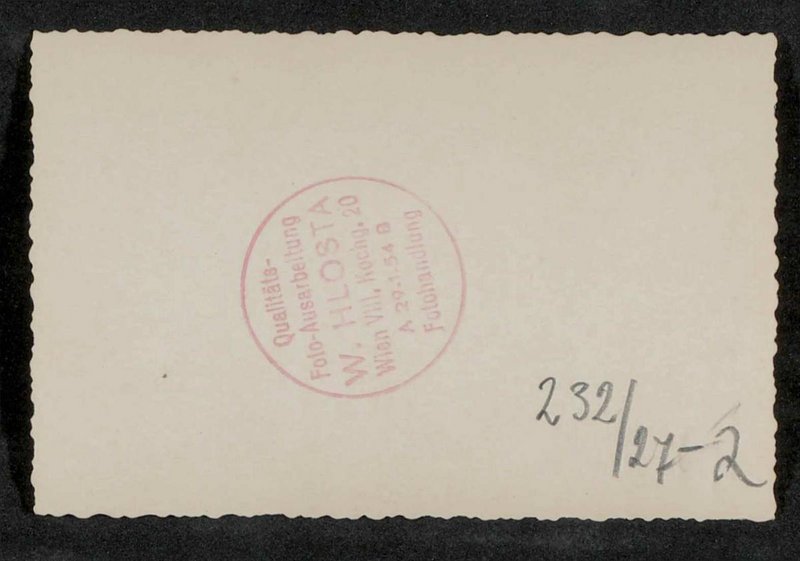 Qualitäts-
Foto-Ausarbeitung
W. HLOSTA
Wien VIII, Kochg. 20
A 29-1-54 B
Fotohandlung
232/27-2